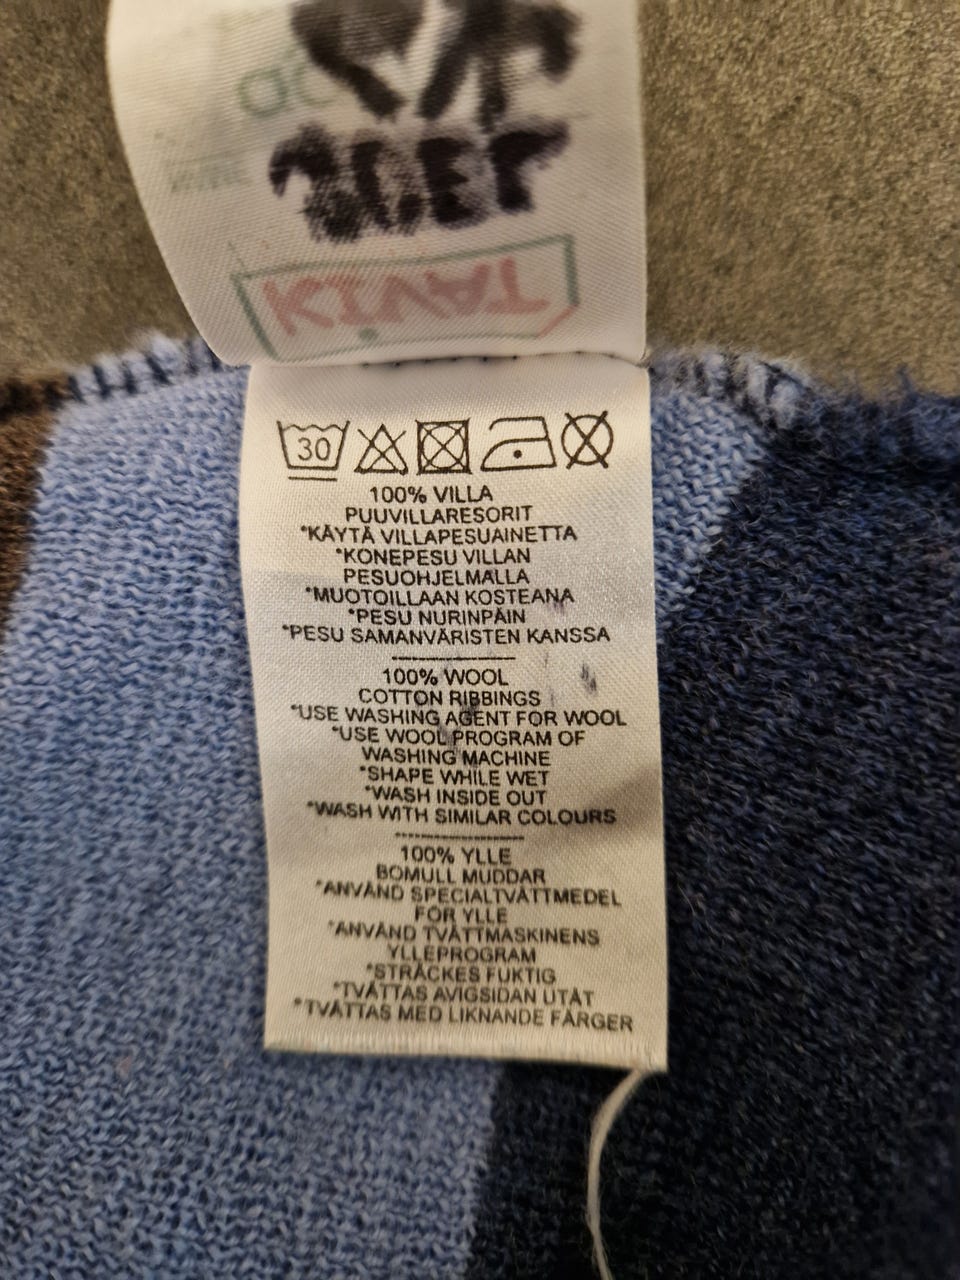 30
100% VILLA
PUUVILLARESORIT
*KÄYTÄ VILLAPESUAINETTA
*KONEPESU VILLAN
PESUOHJELMALLA
*MUOTOILLAAN KOSTEANA
*PESU NURINPÄIN
*PESU SAMANVÄRISTEN KANSSA
100% WOOL
COTTON RIBBINGS
*USE WASHING AGENT FOR WOOL
*USE WOOL PROGRAM OF
WASHING MACHINE
*SHAPE WHILE WET
*WASH INSIDE OUT
*WASH WITH SIMILAR COLOURS
100% YLLE
BOMULL MUDDAR
*ANVÄND SPECIALTVÄTTMEDEL
FÖR YLLE
*ANVÄND TVÄTTMASKINENS
YLLEPROGRAM
*STRÄCKES FUKTIG
*TVÄTTAS AVIGSIDAN UTÅT
*TVÄTTAS MED LIKNANDE FÄRGER